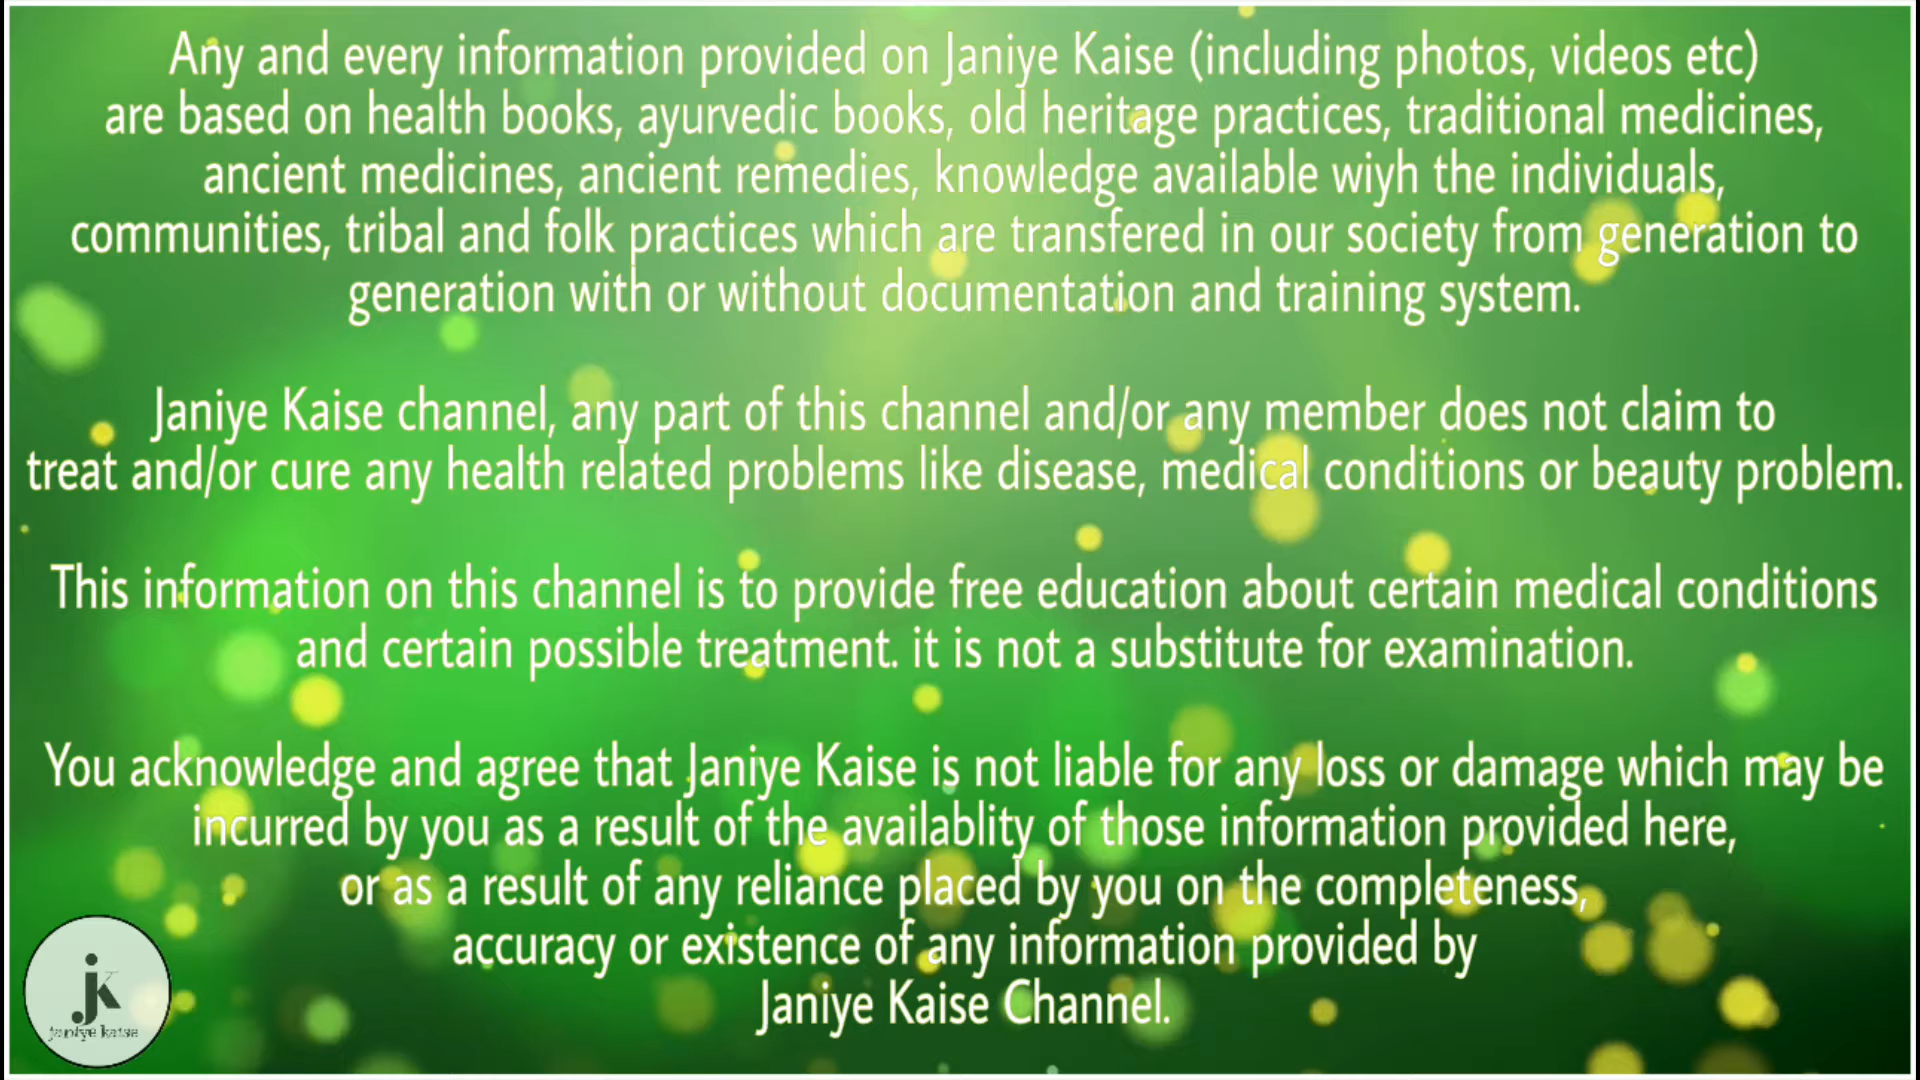 Any and every information provided on Janiye Kaise (including photos, videos etc)
are based on health books, ayurvedic books, old heritage practices, traditional medicines,
ancient medicines, ancient remedies, knowledge available wiyh the individuals,
communities, tribal and folk practices which are transfered in our society from generation to
generation with or without documentation and training system.
Janiye Kaise channel, any part of this channel and/or any member does not claim to
treat and/or cure any health related problems like disease, medical conditions or beauty problem.
This information on this channel is to provide free education about certain medical conditions
and certain possible treatment. it is not a substitute for examination.
You acknowledge and agree that Janiye Kaise is not liable for any loss or damage which may be
incurred by you as a result of the availablity of those information provided here,
or as a result of any reliance placed by you on the completeness,
accuracy or existence of any information provided by
Janiye Kaise Channel.
jk
janiye kaise